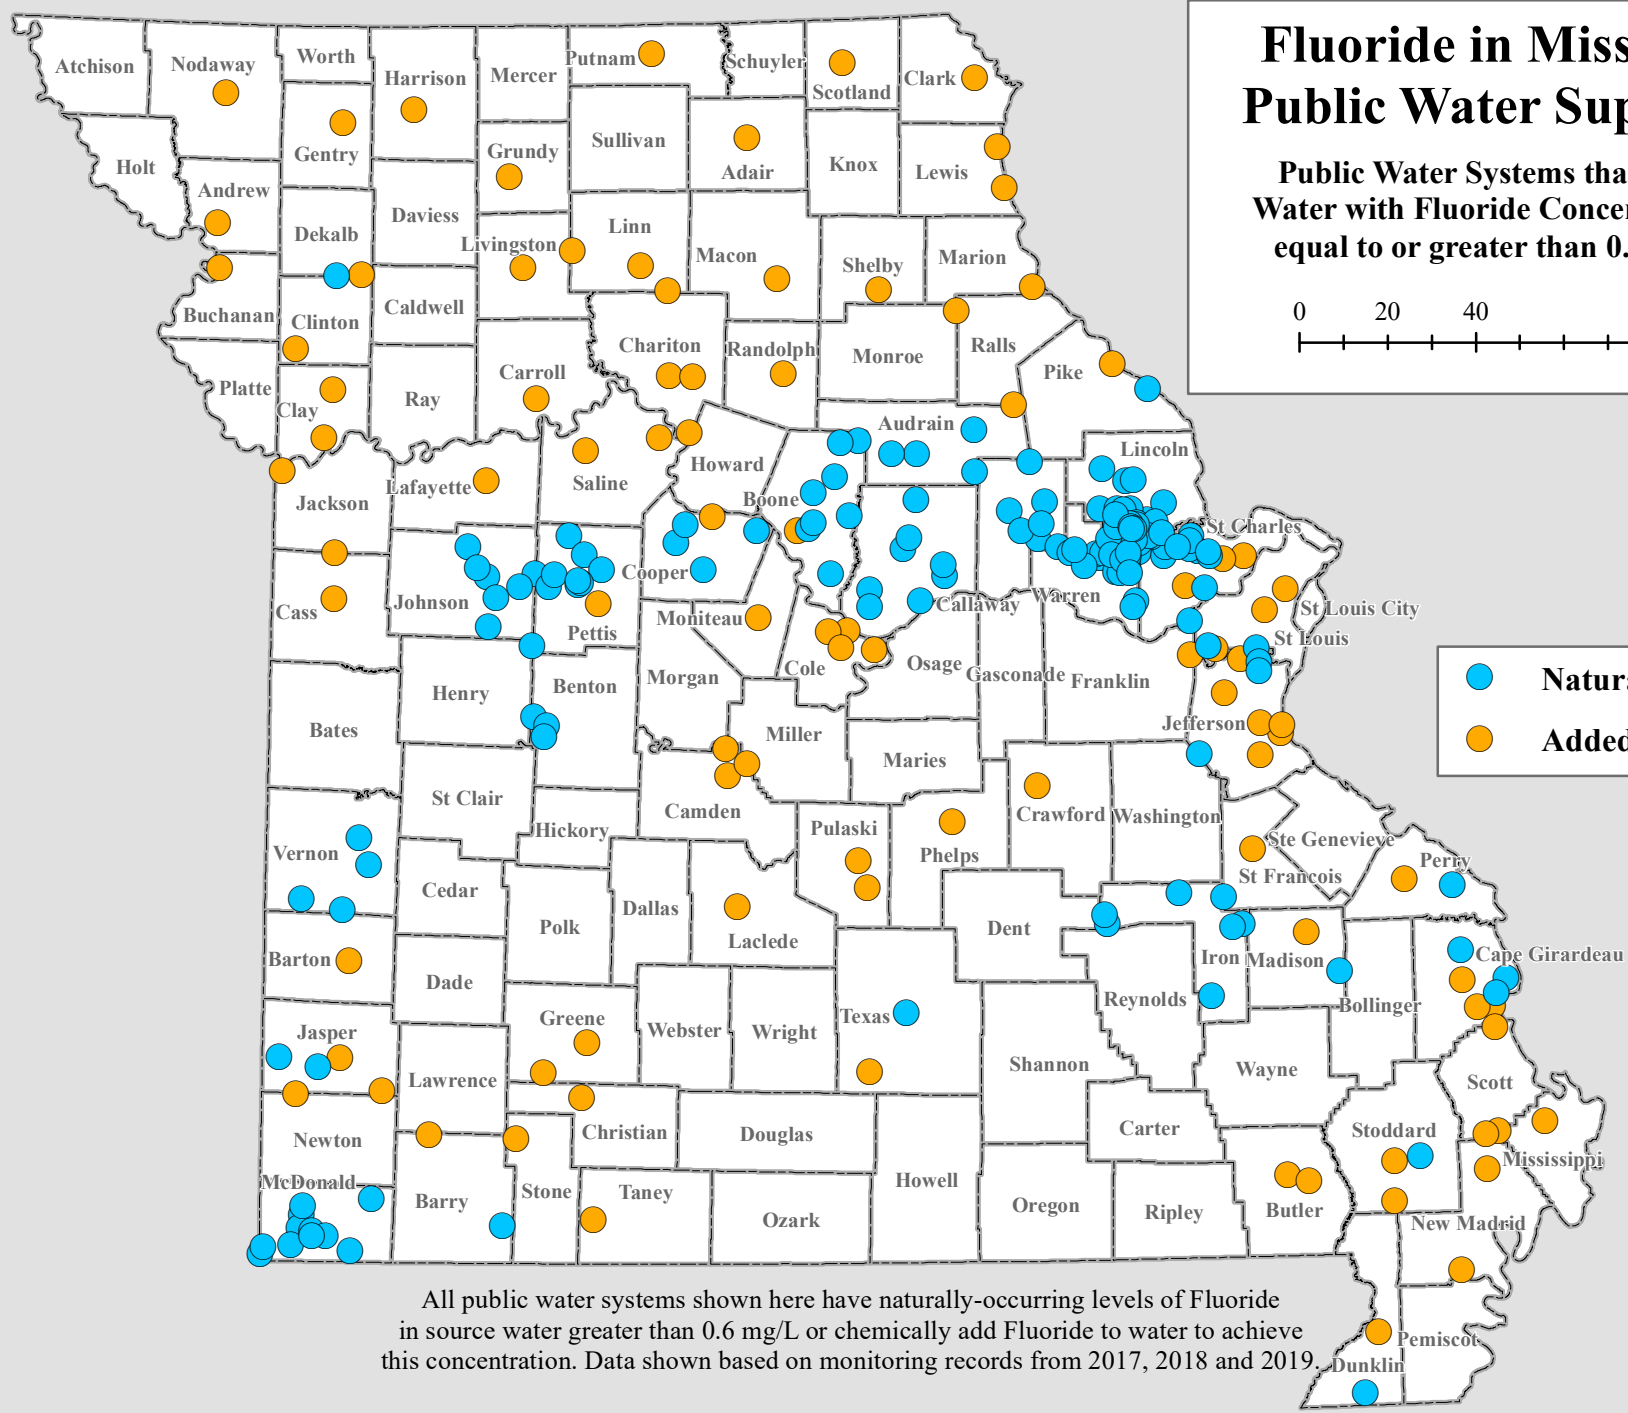 Fluoride in Miss
Public Water Sup
Public Water Systems tha
Water with Fluoride Concer
equal to or greater than 0.
0 20 40
Atchison
Nodaway
Worth
Harrison
Mercer
Putnam
Schuyler
Scotland
Clark
Holt
Gentry
Grundy
Sullivan
Adair
Knox
Lewis
Andrew
Dekalb
Daviess
Livingston
Linn
Macon
Shelby
Marion
Buchanan
Clinton
Caldwell
Chariton
Randolph
Monroe
Ralls
Pike
Platte
Clay
Ray
Carroll
Audrain
Lincoln
Jackson
Lafayette
Saline
Howard
Boone
St Charles
Cass
Johnson
Pettis
Cooper
Moniteau
Callaway
Warren
St Louis City
St Louis
Bates
Henry
Benton
Morgan
Cole
Osage
Gasconade
Franklin
Jefferson
Natura
Added
Miller
Maries
St Clair
Hickory
Camden
Pulaski
Phelps
Crawford
Washington
Ste Genevieve
St Francois
Perry
Vernon
Cedar
Polk
Dallas
Laclede
Dent
Iron
Madison
Bollinger
Cape Girardeau
Barton
Dade
Greene
Webster
Wright
Texas
Reynolds
Shannon
Wayne
Scott
Jasper
Lawrence
Newton
Christian
Douglas
Carter
Stoddard
Mississippi
McDonald
Barry
Stone
Taney
Ozark
Howell
Oregon
Ripley
Butler
New Madrid
Pemiscot
Dunklin
All public water systems shown here have naturally-occurring levels of Fluoride
in source water greater than 0.6 mg/L or chemically add Fluoride to water to achieve
this concentration. Data shown based on monitoring records from 2017, 2018 and 2019.